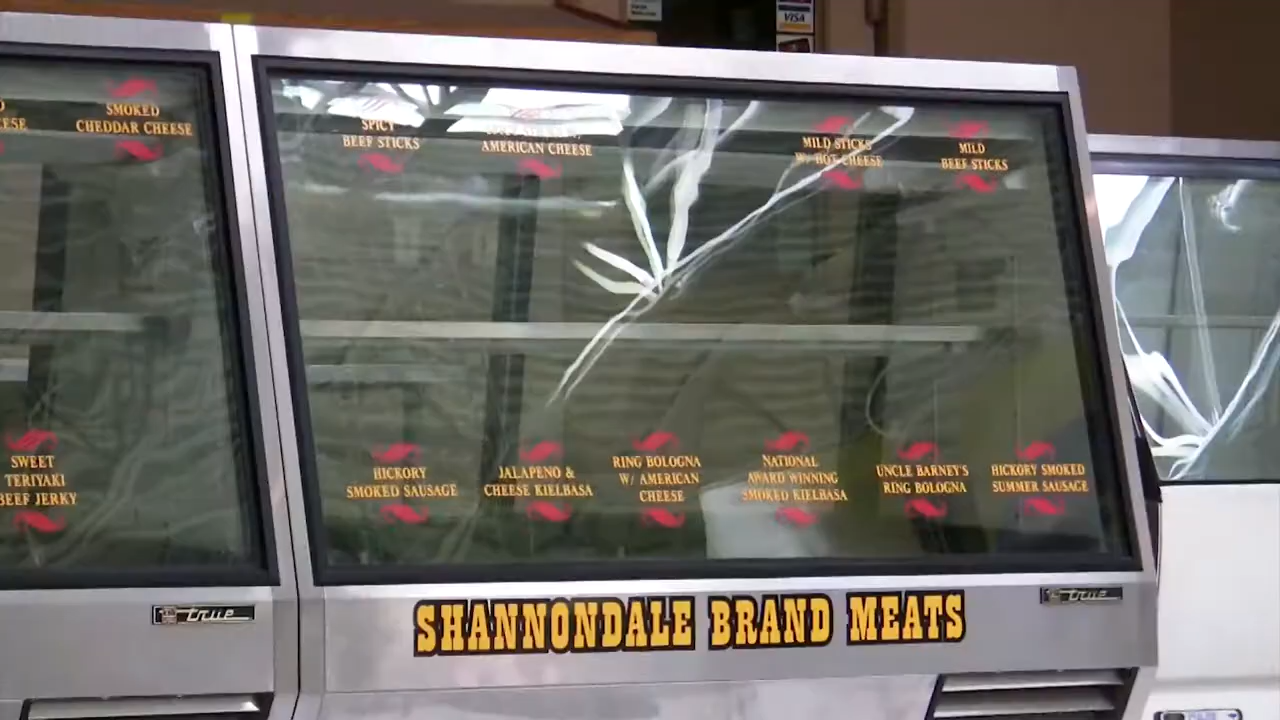 VISA
SMOKED
CHEDDAR CHEESE
SPICY
BEEF STICKS
AMERICAN CHEESE
MILD STICKS
W/ HOT CHEESE
MILD
BEEF STICKS
SWEET
TERIYAKI
BEEF JERKY
HICKORY
SMOKED SAUSAGE
JALAPENO &
CHEESE KIELBASA
RING BOLOGNA
W/ AMERICAN
CHEESE
NATIONAL
AWARD WINNING
SMOKED KIELBASA
UNCLE BARNEY'S
RING BOLOGNA
HICKORY SMOKED
SUMMER SAUSAGE
true
SHANNONDALE BRAND MEATS
true